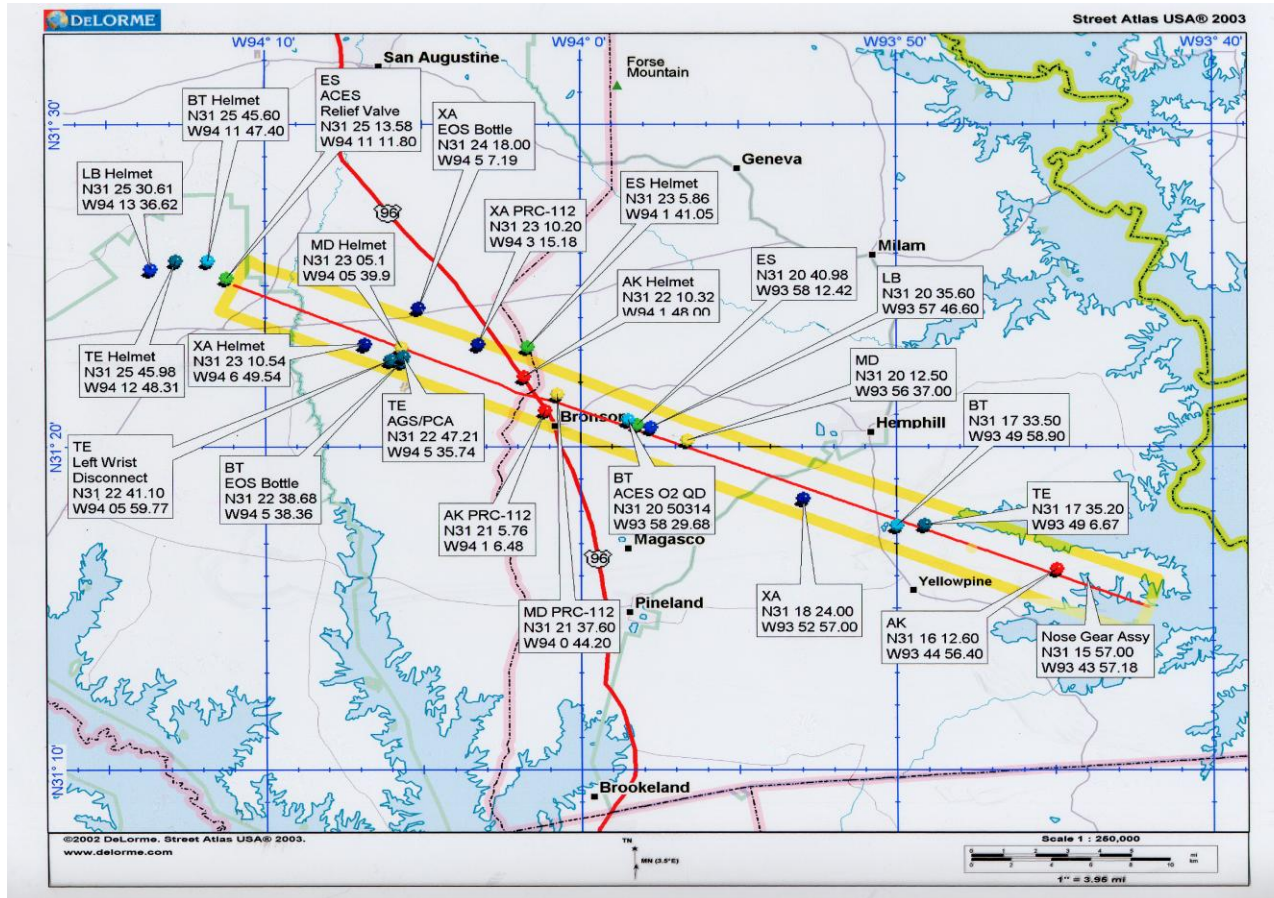 DELORME
Street Atlas USA® 2003
W94° 10'
W94° 0'
W93° 50'
W93° 40'
San Augustine
Forse
Mountain
ES
ACES
Relief Valve
N31 25 13.58
W94 11 11.80
BT Helmet
N31 25 45.60
W94 11 47.40
XA
EOS Bottle
N31 24 18.00
W94 5 7.19
N31° 30'
Geneva
LB Helmet
N31 25 30.61
W94 13 36.62
ES Helmet
N31 23 5.86
W94 1 41.05
96
XA PRC-112
N31 23 10.20
W94 3 15.18
MD Helmet
N31 23 05.1
W94 05 39.9
Milam
ES
N31 20 40.98
W93 58 12.42
AK Helmet
N31 22 10.32
W94 1 48.00
LB
N31 20 35.60
W93 57 46.60
TE Helmet
N31 25 45.98
W94 12 48.31
XA Helmet
N31 23 10.54
W94 6 49.54
MD
N31 20 12.50
W93 56 37.00
TE
AGS/PCA
N31 22 47.21
W94 5 35.74
Bronson
Hemphill
BT
N31 17 33.50
W93 49 58.90
N31° 20'
TE
Left Wrist
Disconnect
N31 22 41.10
W94 05 59.77
BT
EOS Bottle
N31 22 38.68
W94 5 38.36
BT
ACES O2 QD
N31 20 50314
W93 58 29.68
TE
N31 17 35.20
W93 49 6.67
AK PRC-112
N31 21 5.76
W94 1 6.48
Magasco
96
Yellowpine
MD PRC-112
N31 21 37.60
W94 0 44.20
Pineland
XA
N31 18 24.00
W93 52 57.00
AK
N31 16 12.60
W93 44 56.40
Nose Gear Assy
N31 15 57.00
W93 43 57.18
N31° 10'
Brookeland
©2002 DeLorme. Street Atlas USA® 2003.
www.delorme.com
TN
MN (3.5°E)
Scale 1 : 250,000
0 1 2 3 4 5 mi
0 2 4 6 8 10 km
1" = 3.95 mi